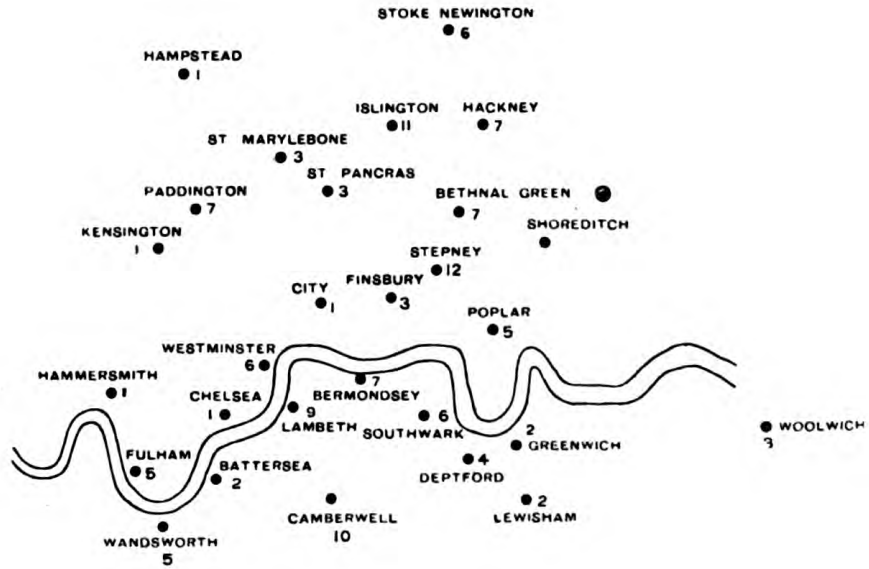 STOKE NEWINGTON
6
HAMPSTEAD
1
ISLINGTON
11
HACKNEY
7
ST MARYLEBONE
3
ST PANCRAS
3
PADDINGTON
7
BETHNAL GREEN
7
KENSINGTON
1
SHOREDITCH
STEPNEY
12
CITY
1
FINSBURY
3
POPLAR
5
WESTMINSTER
6
HAMMERSMITH
1
CHELSEA
1
7
BERMONDSEY
9
LAMBETH
6
SOUTHWARK
2
GREENWICH
WOOLWICH
3
FULHAM
5
BATTERSEA
2
4
DEPTFORD
CAMBERWELL
10
2
LEWISHAM
WANDSWORTH
5